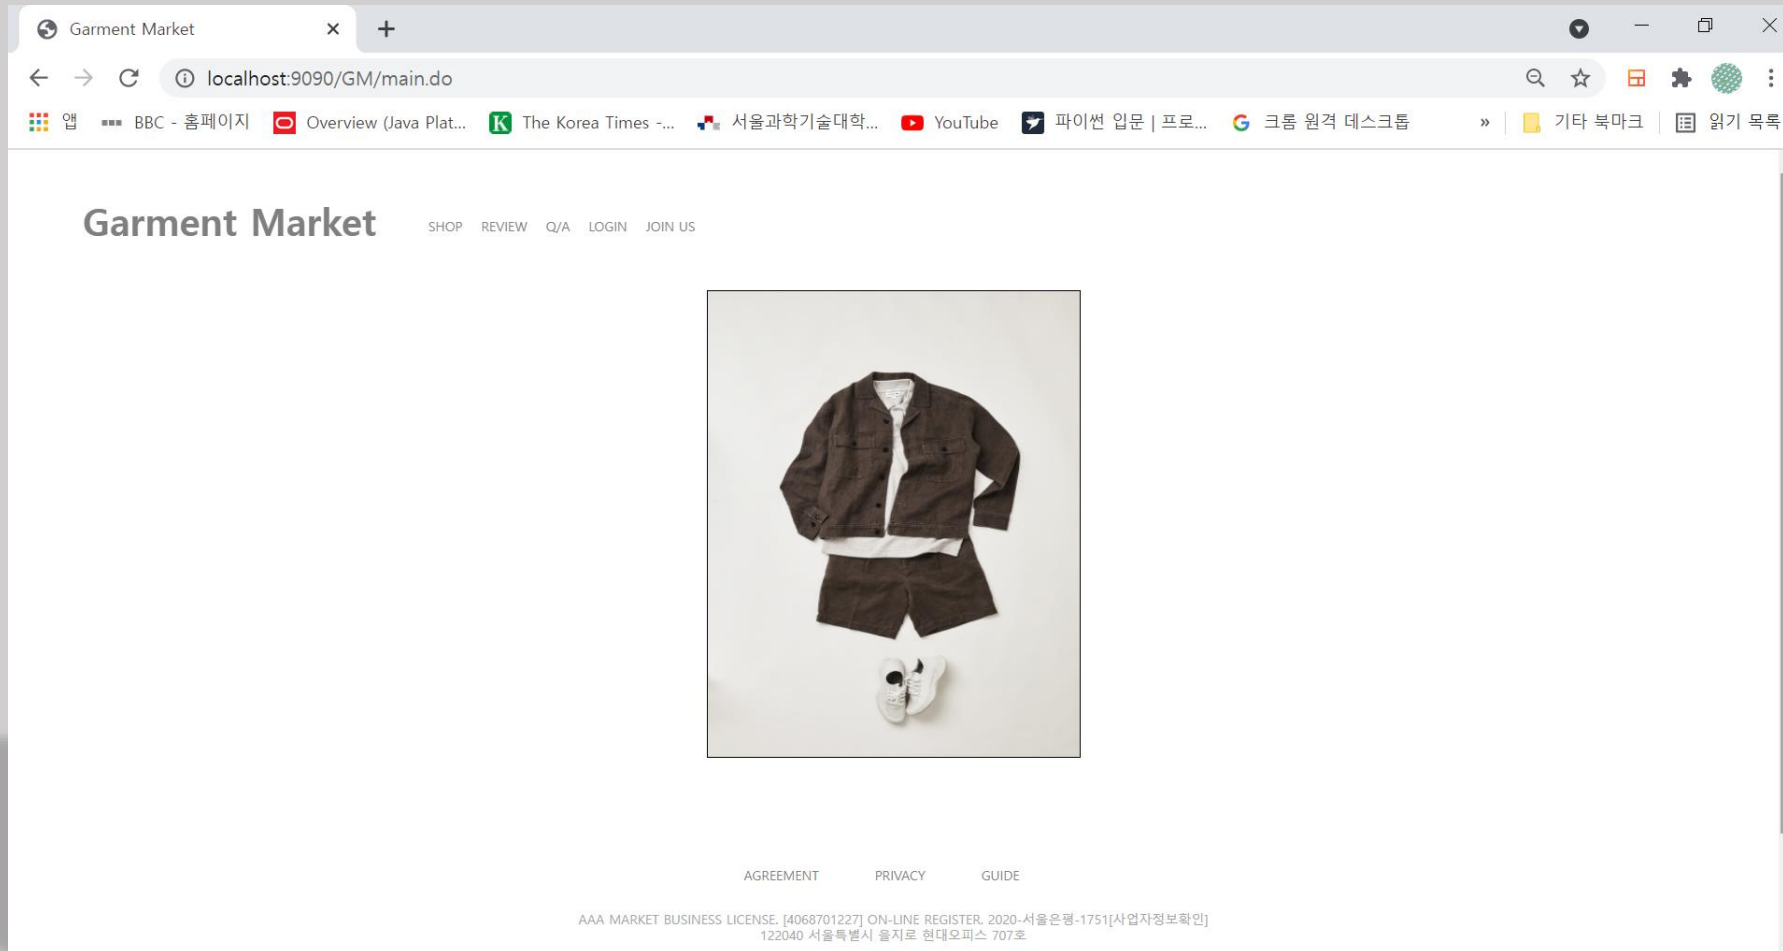 Garment Market
localhost:9090/GM/main.do
앱 BBC - 홈페이지 Overview (Java Plat... The Korea Times -... 서울과학기술대학... YouTube 파이썬 입문 | 프로... 크롬 원격 데스크톱 » 기타 북마크 읽기 목록
Garment Market SHOP REVIEW Q/A LOGIN JOIN US
AGREEMENT PRIVACY GUIDE
AAA MARKET BUSINESS LICENSE. [4068701227] ON-LINE REGISTER. 2020-서울은평-1751[사업자정보확인]
122040 서울특별시 을지로 현대오피스 707호